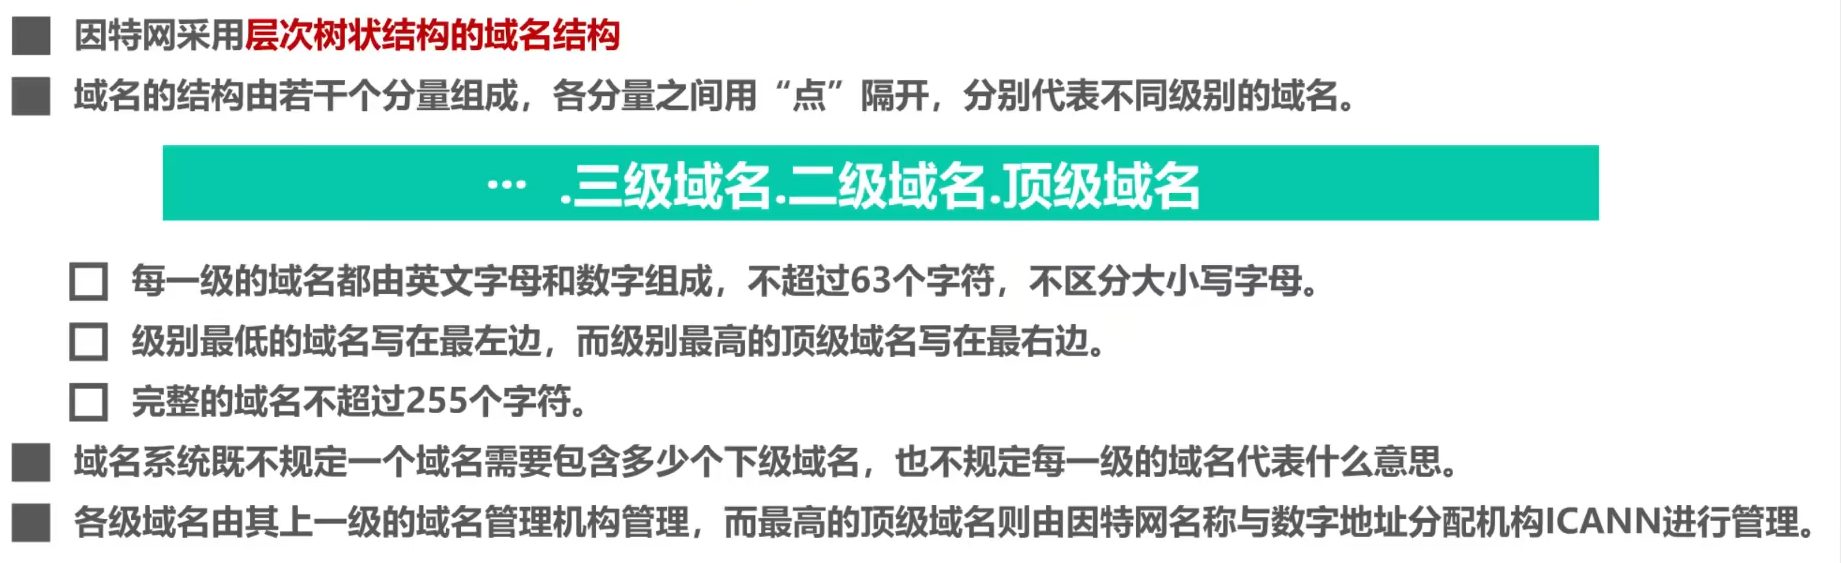 因特网采用层次树状结构的域名结构
域名的结构由若干个分量组成，各分量之间用“点”隔开，分别代表不同级别的域名。
… .三级域名.二级域名.顶级域名
每一级的域名都由英文字母和数字组成，不超过63个字符，不区分大小写字母。
级别最低的域名写在最左边，而级别最高的顶级域名写在最右边。
完整的域名不超过255个字符。
域名系统既不规定一个域名需要包含多少个下级域名，也不规定每一级的域名代表什么意思。
各级域名由其上一级的域名管理机构管理，而最高的顶级域名则由因特网名称与数字地址分配机构ICANN进行管理。